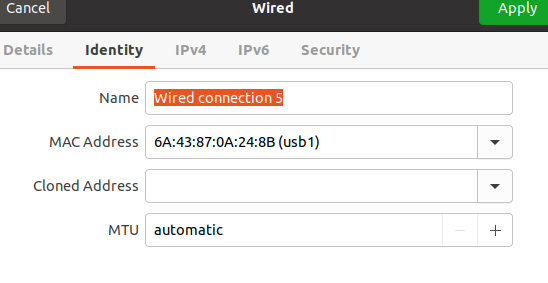 Cancel Wired Apply
Details Identity IPv4 IPv6 Security
Name Wired connection 5
MAC Address 6A:43:87:0A:24:8B (usb1)
Cloned Address
MTU automatic − +